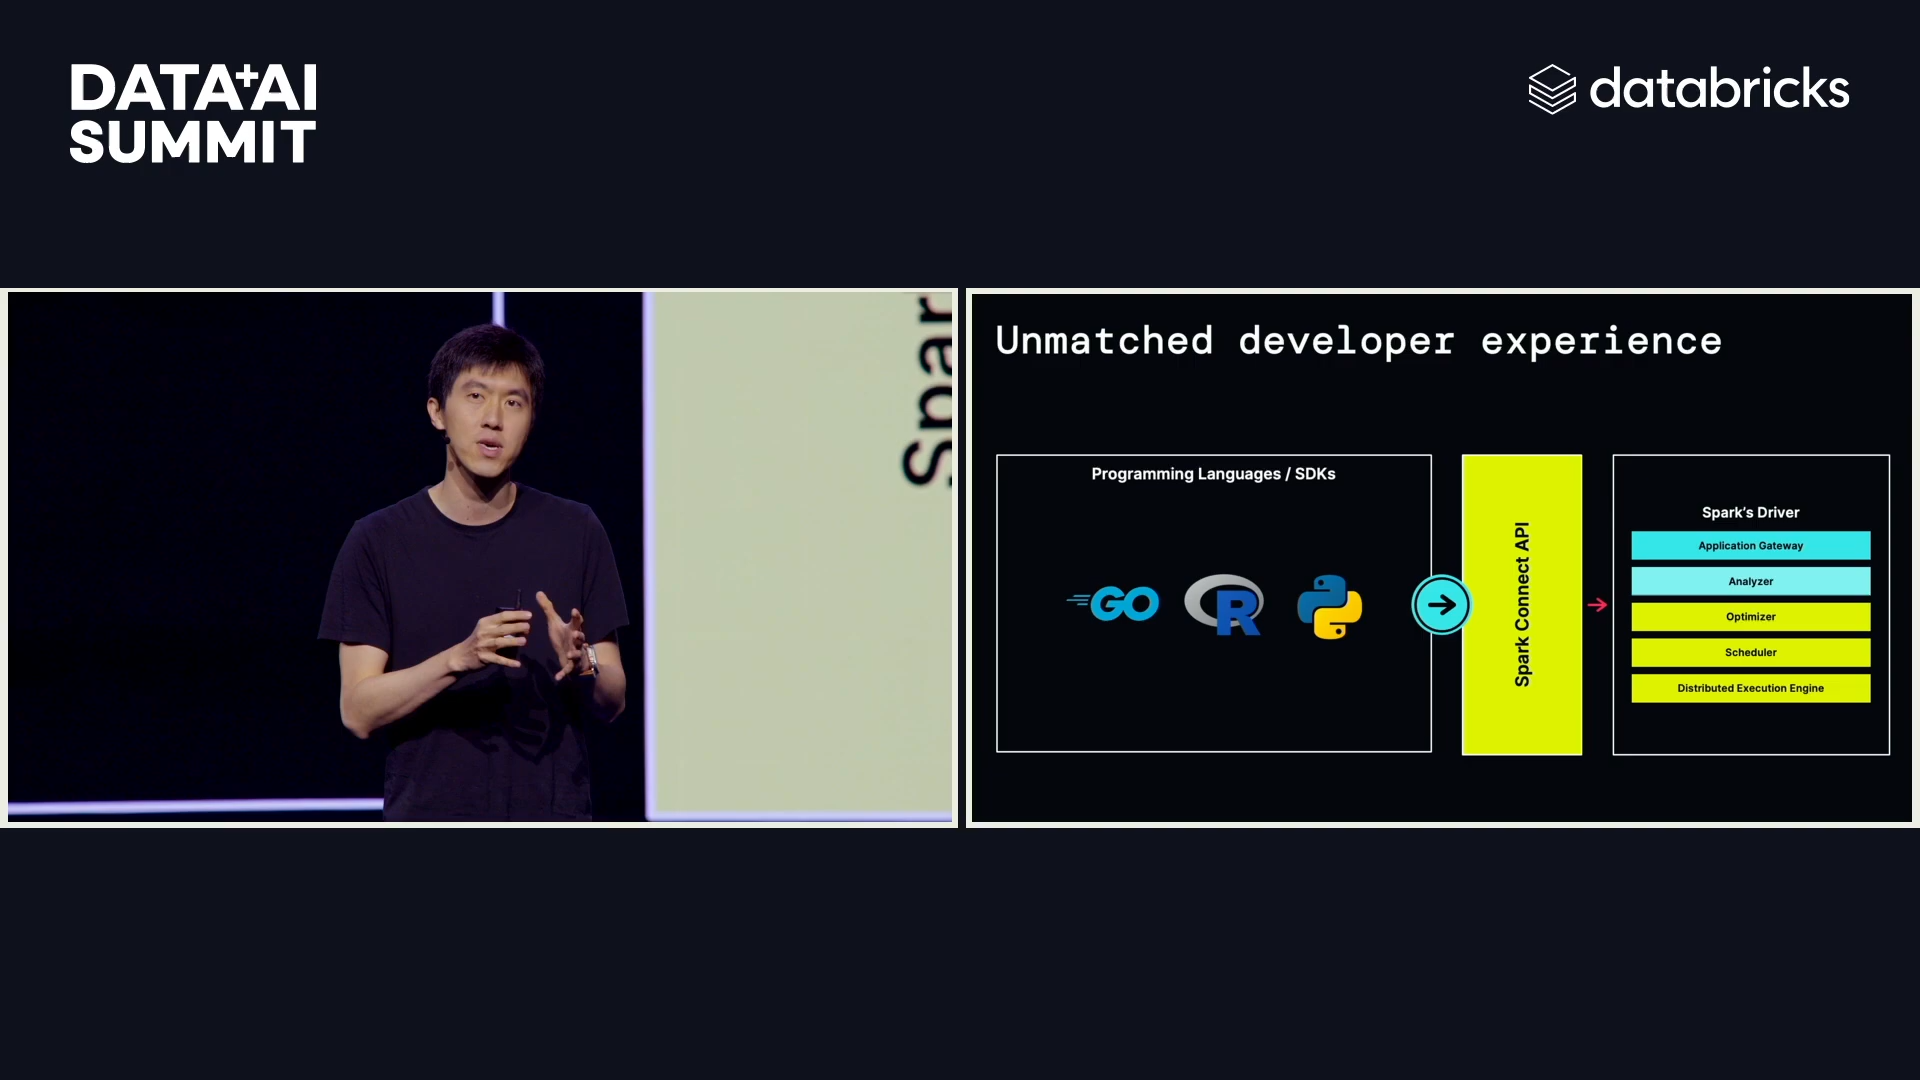 DATA+AI
SUMMIT
databricks
Spar
Unmatched developer experience
Programming Languages / SDKs
GO
R
Spark Connect API
Spark's Driver
Application Gateway
Analyzer
Optimizer
Scheduler
Distributed Execution Engine